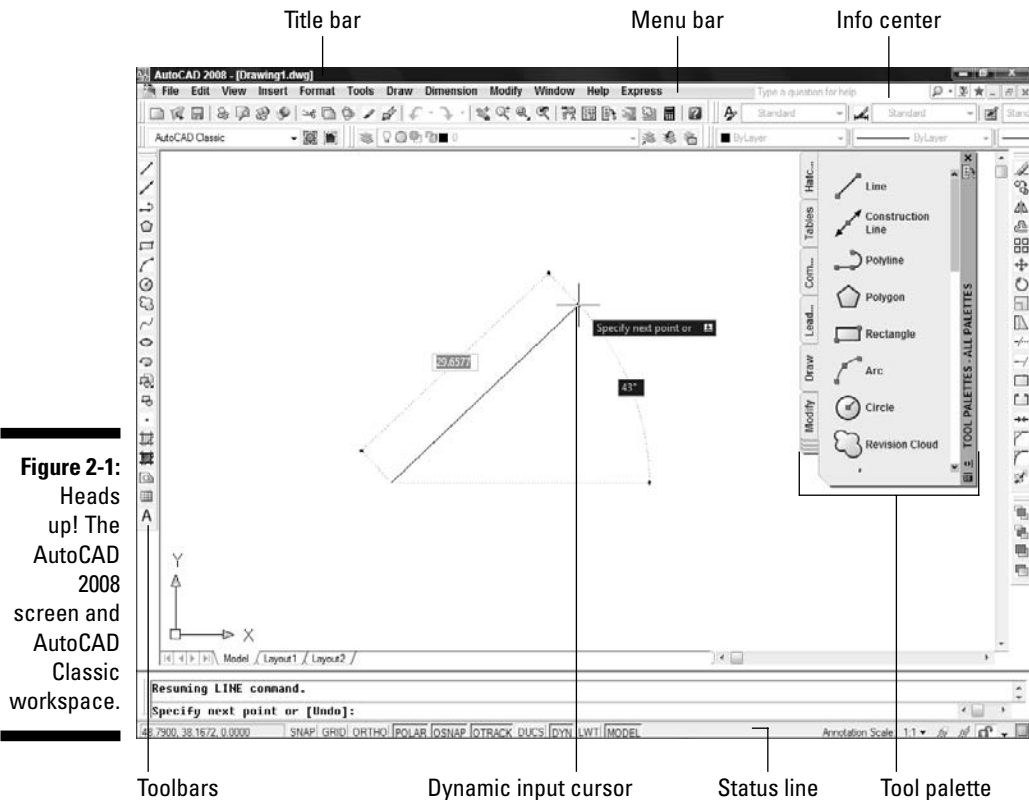 Title bar Menu bar Info center
AutoCAD 2008 - [Drawing1.dwg]
File Edit View Insert Format Tools Draw Dimension Modify Window Help Express Type a question for help
Standard Standard Stand
AutoCAD Classic 0 ByLayer ByLayer
Hatc...
Tables
Com...
Lead...
Draw
Modify
Line
Construction
Line
Polyline
Polygon
Rectangle
Arc
Circle
Revision Cloud
TOOL PALETTES - ALL PALETTES
Specify next point or
29.6577
43°
A
Y
X
Model Layout1 Layout2
Resuming LINE command.
Specify next point or [Undo]:
48.7900, 38.1672, 0.0000 SNAP GRID ORTHO POLAR OSNAP OTRACK DUCS DYN LWT MODEL Annotation Scale: 1:1
Figure 2-1:
Heads
up! The
AutoCAD
2008
screen and
AutoCAD
Classic
workspace.
Toolbars Dynamic input cursor Status line Tool palette